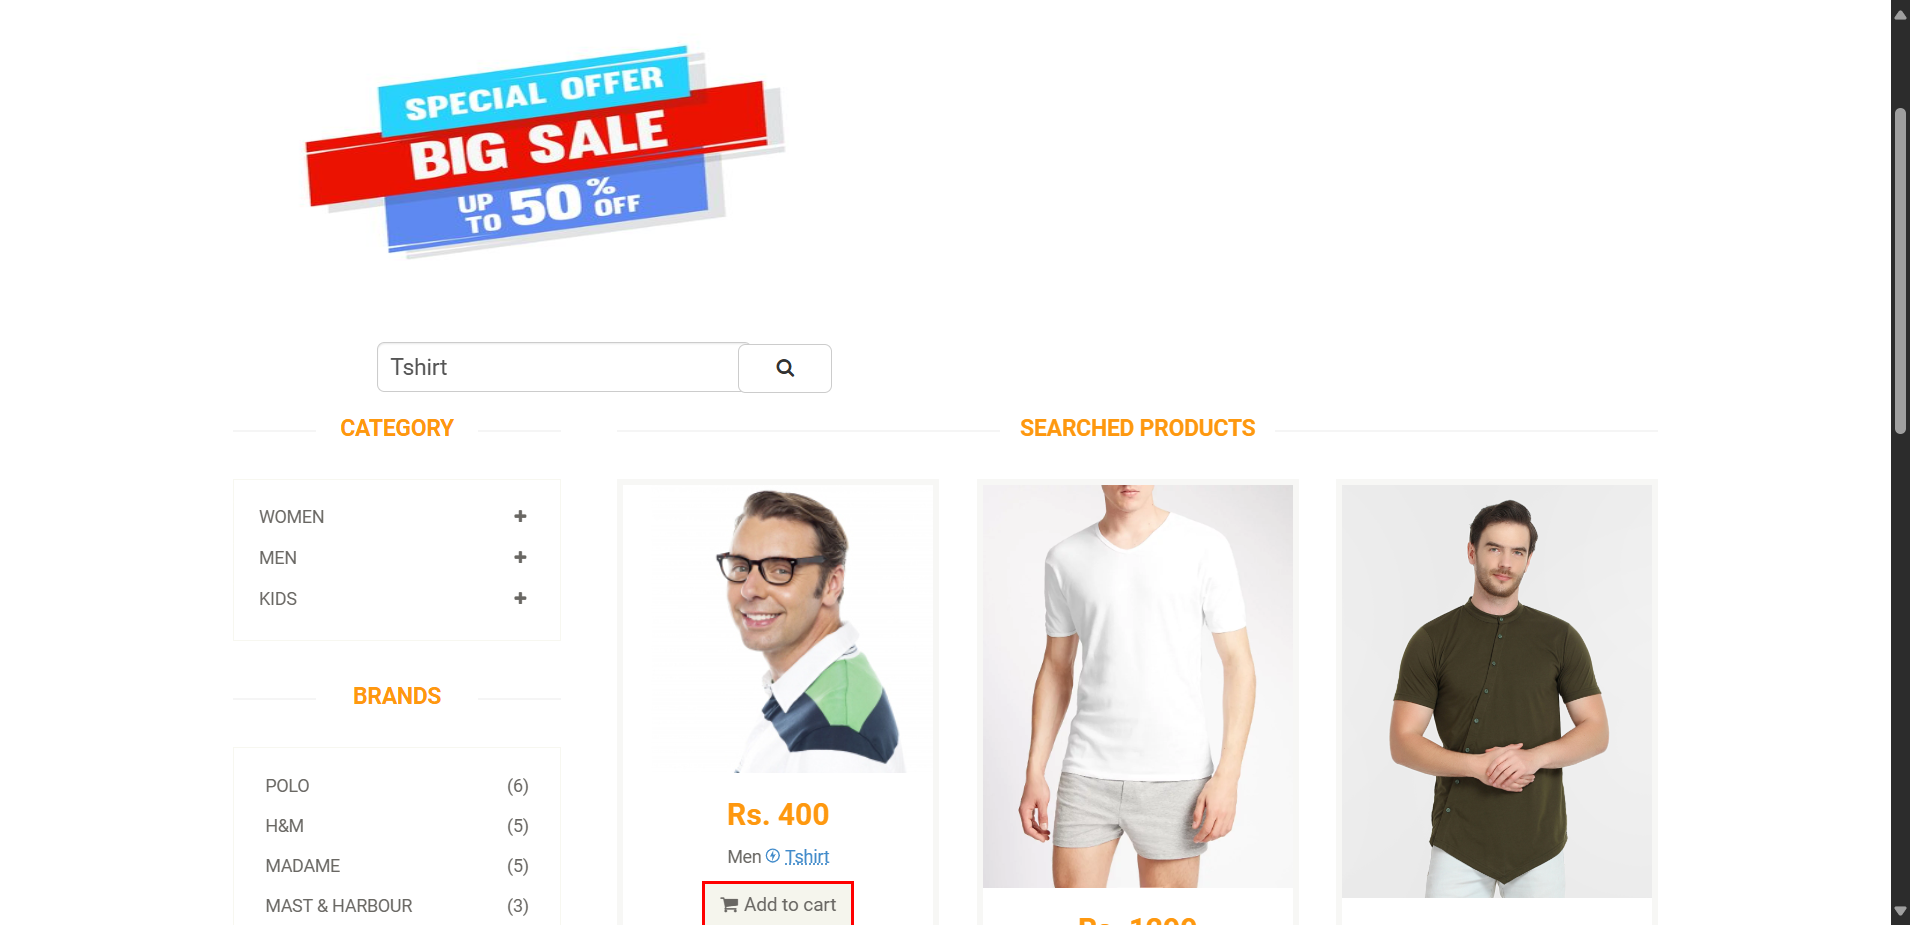 SPECIAL OFFER
BIG SALE
UP TO 50% OFF
Tshirt
CATEGORY
WOMEN
MEN
KIDS
BRANDS
POLO (6)
H&M (5)
MADAME (5)
MAST & HARBOUR (3)
SEARCHED PRODUCTS
Rs. 400
Men Tshirt
Add to cart